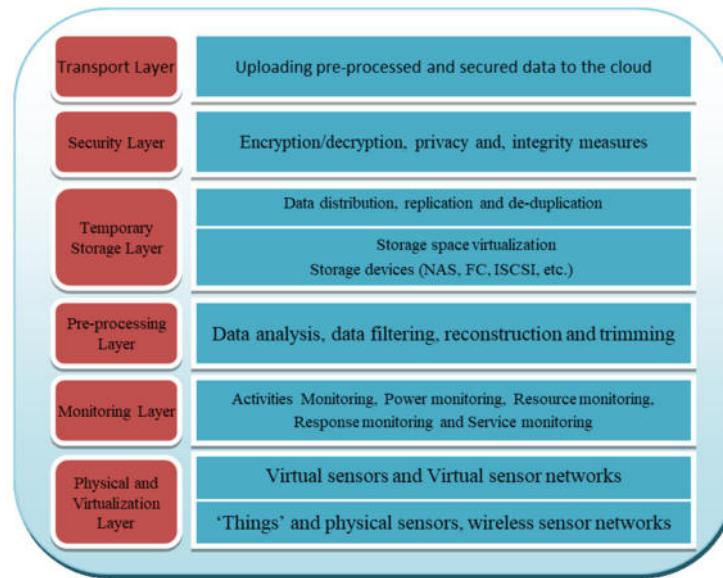 Transport Layer
Uploading pre-processed and secured data to the cloud
Security Layer
Encryption/decryption, privacy and, integrity measures
Temporary
Storage Layer
Data distribution, replication and de-duplication
Storage space virtualization
Storage devices (NAS, FC, ISCSI, etc.)
Pre-processing
Layer
Data analysis, data filtering, reconstruction and trimming
Monitoring Layer
Activities Monitoring, Power monitoring, Resource monitoring,
Response monitoring and Service monitoring
Physical and
Virtualization
Layer
Virtual sensors and Virtual sensor networks
‘Things’ and physical sensors, wireless sensor networks